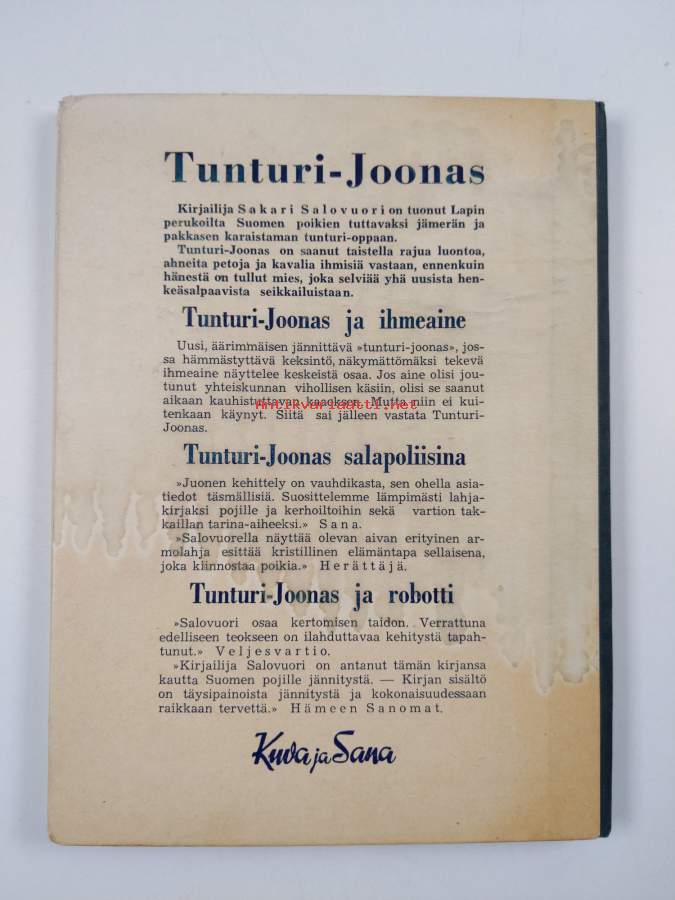 Tunturi-Joonas
Kirjailija Sakari Salovuori on tuonut Lapin
perukoilta Suomen poikien tuttavaksi jämerän ja
pakkasen karaistaman tunturi-oppaan.
Tunturi-Joonas on saanut taistella rajua luontoa,
ahneita petoja ja kavalia ihmisiä vastaan, ennenkuin
hänestä on tullut mies, joka selviää yhä uusista hen-
keäsalpaavista seikkailuistaan.
Tunturi-Joonas ja ihmeaine
Uusi, äärimmäisen jännittävä »tunturi-joonas», jos-
sa hämmästyttävä keksintö, näkymättömäksi tekevä
ihmeaine näyttelee keskeistä osaa. Jos aine olisi jou-
tunut yhteiskunnan vihollisen käsiin, olisi se saanut
aikaan kauhistuttavan kaaoksen. Mutta niin ei kui-
Antikvariaatti.net
tenkaan käynyt. Siitä sai jälleen vastata Tunturi-
Joonas.
Tunturi-Joonas salapoliisina
»Juonen kehittely on vauhdikasta, sen ohella asia-
tiedot täsmällisiä. Suosittelemme lämpimästi lahja-
kirjaksi pojille ja kerhoiltoihin sekä vartion tak-
kaillan tarina-aiheeksi.» Sana.
»Salovuorella näyttää olevan aivan erityinen ar-
molahja esittää kristillinen elämäntapa sellaisena,
joka kiinnostaa poikia.» Herättäjä.
Tunturi-Joonas ja robotti
»Salovuori osaa kertomisen taidon. Verrattuna
edelliseen teokseen on ilahduttavaa kehitystä tapah-
tunut.» Veljesvartio.
»Kirjailija Salovuori on antanut tämän kirjansa
kautta Suomen pojille jännitystä. — Kirjan sisältö
on täysipainoista jännitystä ja kokonaisuudessaan
raikkaan tervettä.» Hämeen Sanomat.
Kuva ja Sana